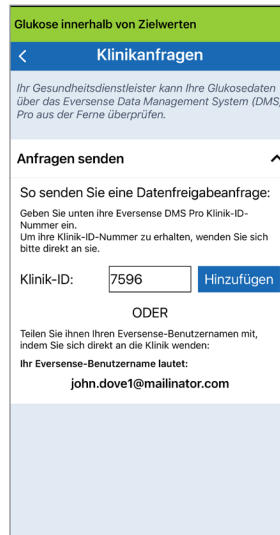 Glukose innerhalb von Zielwerten
Klinikanfragen
Ihr Gesundheitsdienstleister kann Ihre Glukosedaten
über das Eversense Data Management System (DMS)
Pro aus der Ferne überprüfen.
Anfragen senden
So senden Sie eine Datenfreigabeanfrage:
Geben Sie unten ihre Eversense DMS Pro Klinik-ID-
Nummer ein.
Um ihre Klinik-ID-Nummer zu erhalten, wenden Sie sich
bitte direkt an sie.
Klinik-ID: 7596 Hinzufügen
ODER
Teilen Sie ihnen Ihren Eversense-Benutzernamen mit,
indem Sie sich direkt an die Klinik wenden:
Ihr Eversense-Benutzername lautet:
john.dove1@mailinator.com